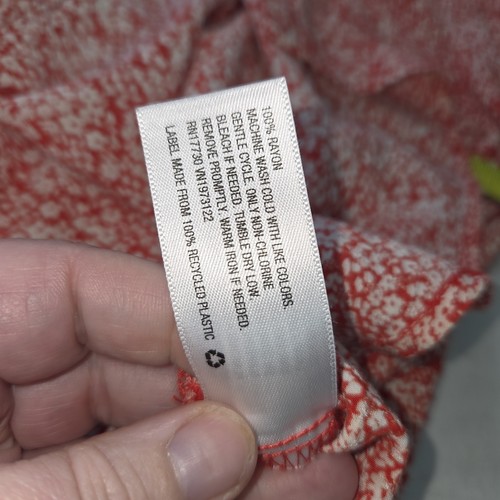 100% RAYON
MACHINE WASH COLD WITH LIKE COLORS.
GENTLE CYCLE. ONLY NON-CHLORINE
BLEACH IF NEEDED. TUMBLE DRY LOW.
REMOVE PROMPTLY. WARM IRON IF NEEDED.
RN17730 VN1973122
LABEL MADE FROM 100% RECYCLED PLASTIC